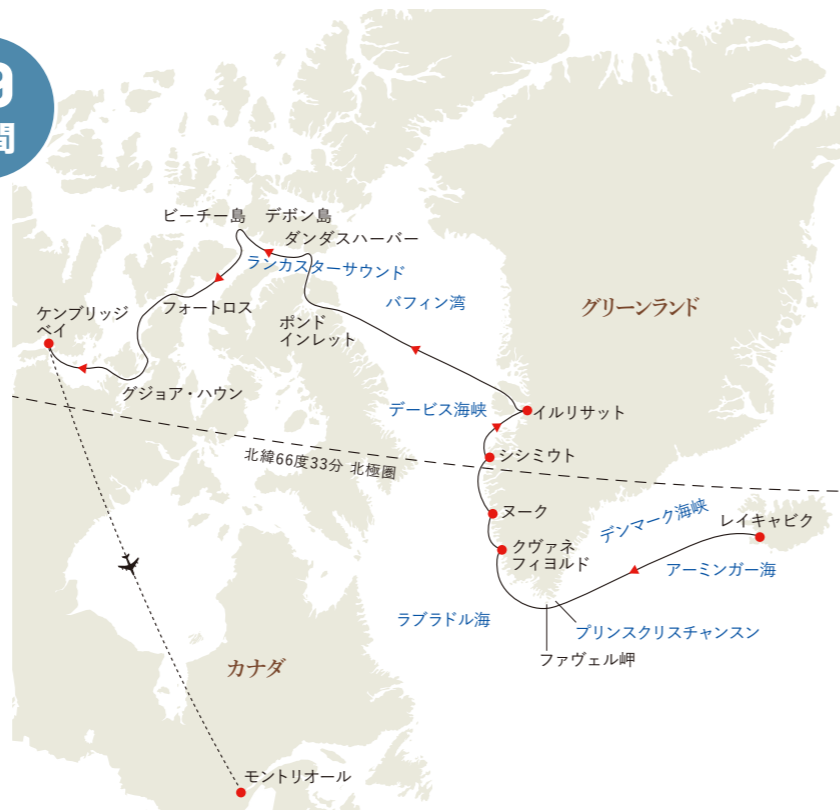 9
間
ビーチー島
デボン島
ダンダスハーバー
ランカスターサウンド
フォートロス
ケンブリッジ
ベイ
グジョア・ハウン
ポンド
インレット
バフィン湾
グリーンランド
デービス海峡
イルリサット
北緯66度33分 北極圏
シシミウト
ヌーク
クヴァネ
フィヨルド
デンマーク海峡
レイキャビク
アーミンガー海
ラブラドル海
プリンスクリスチャンスン
ファヴェル岬
カナダ
モントリオール